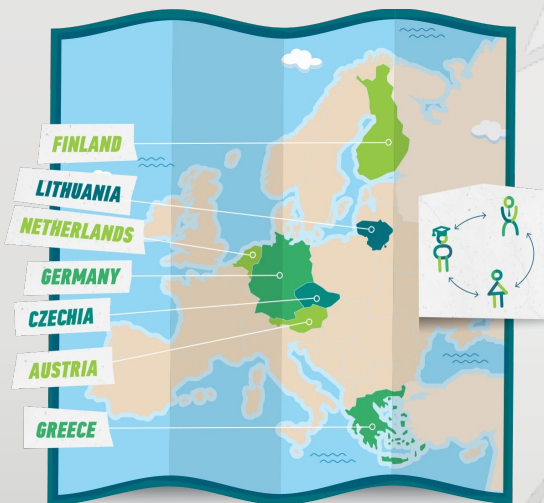 FINLAND
LITHUANIA
NETHERLANDS
GERMANY
CZECHIA
AUSTRIA
GREECE